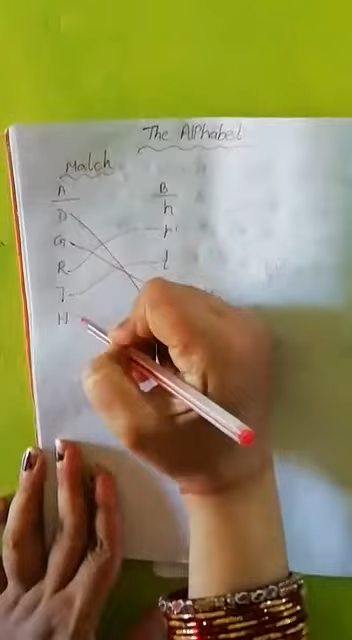 The Alphabet
Match
A B
D h
G r
R i
I
H